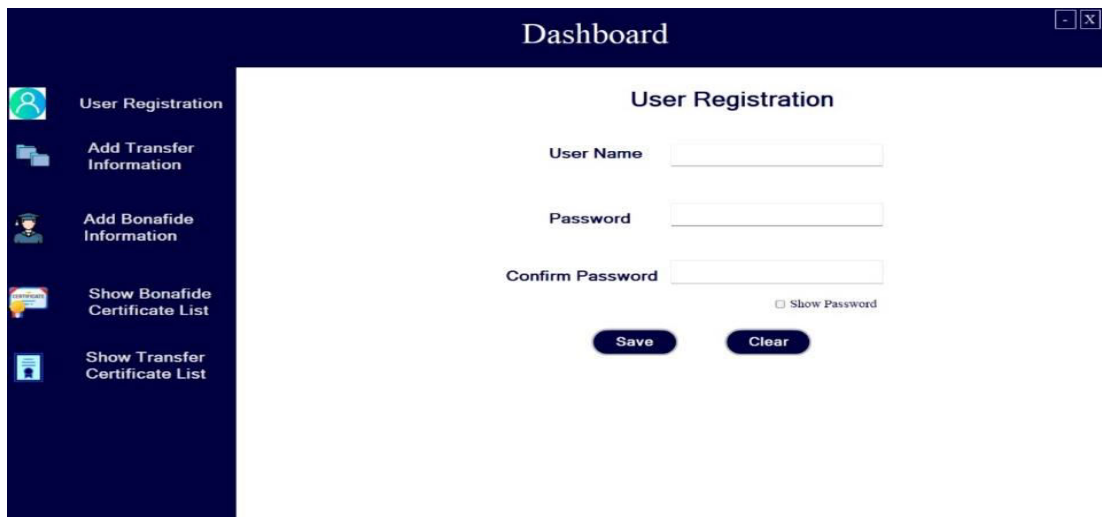 Dashboard
- X
User Registration
Add Transfer
Information
Add Bonafide
Information
Show Bonafide
Certificate List
Show Transfer
Certificate List
User Registration
User Name
Password
Confirm Password
Show Password
Save Clear
CERTIFICATE